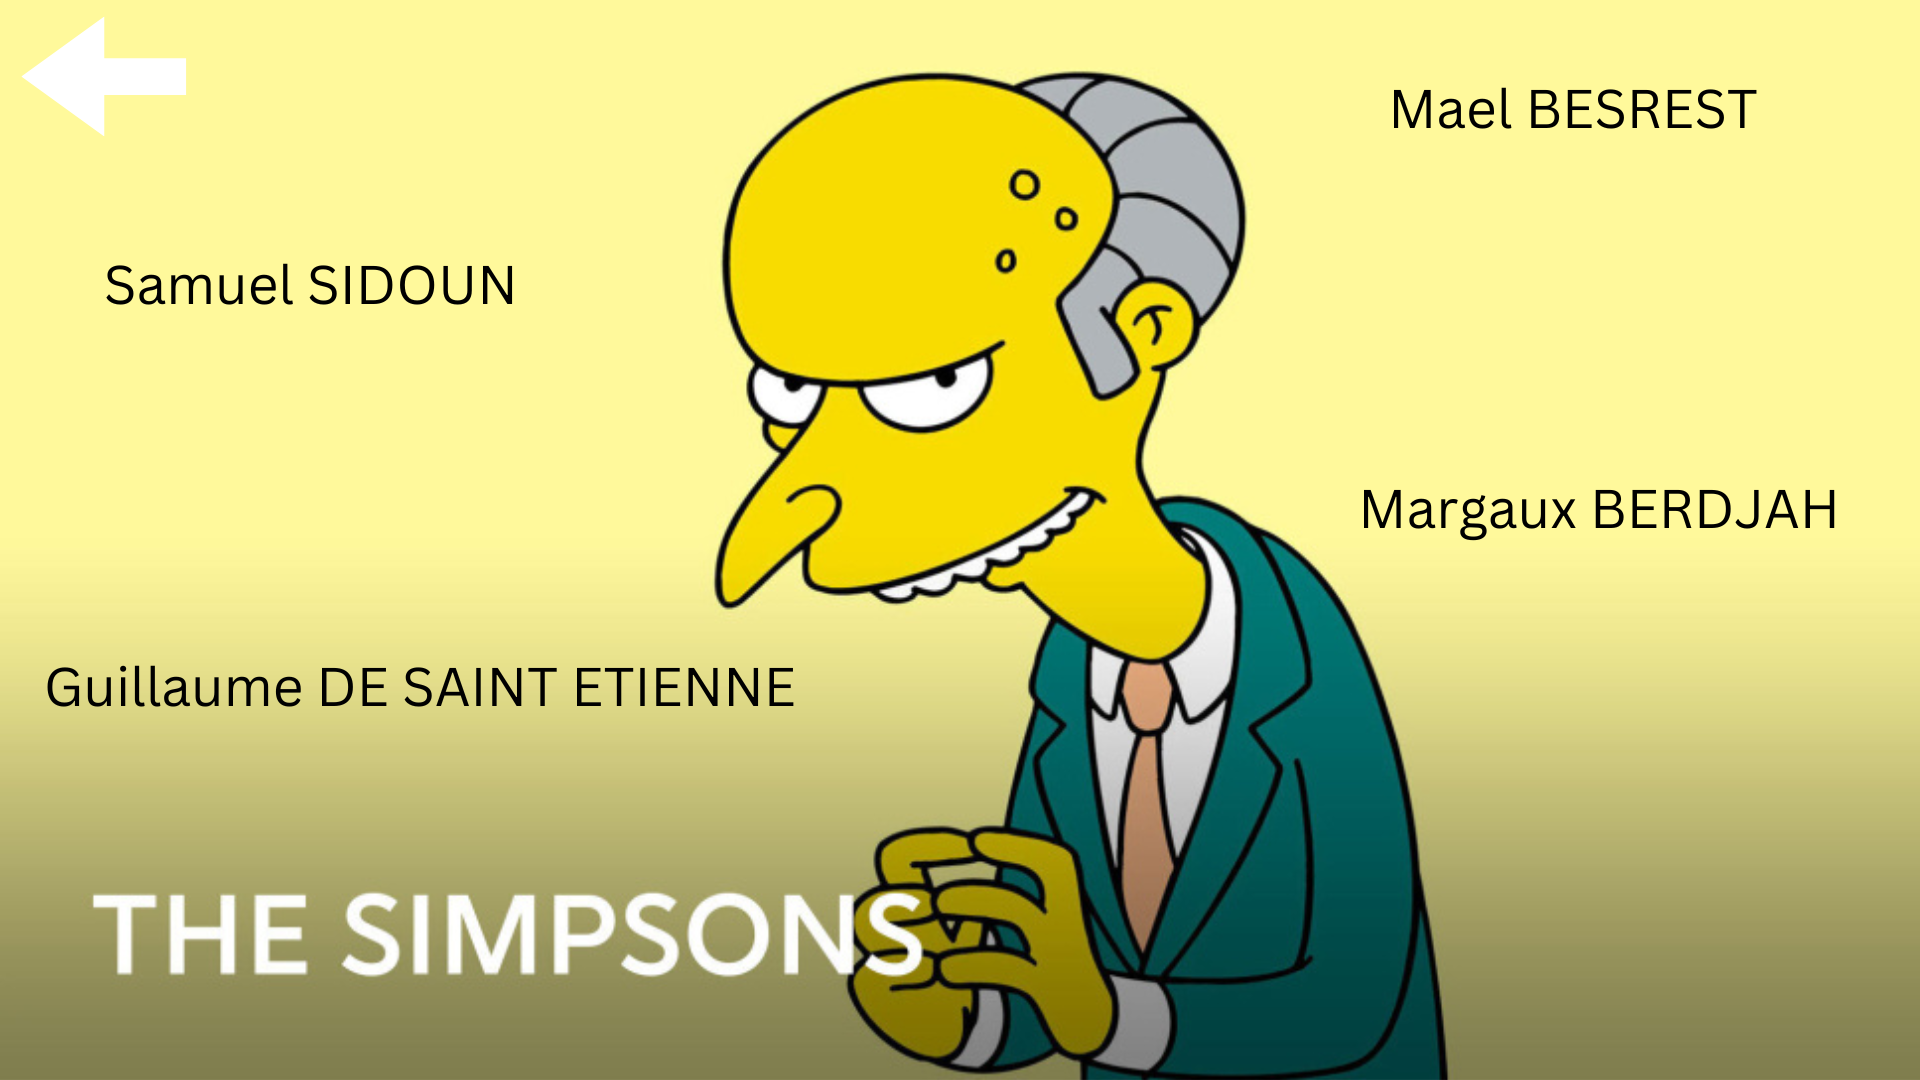 Mael BESREST
Samuel SIDOUN
Margaux BERDJAH
Guillaume DE SAINT ETIENNE
THE SIMPSONS